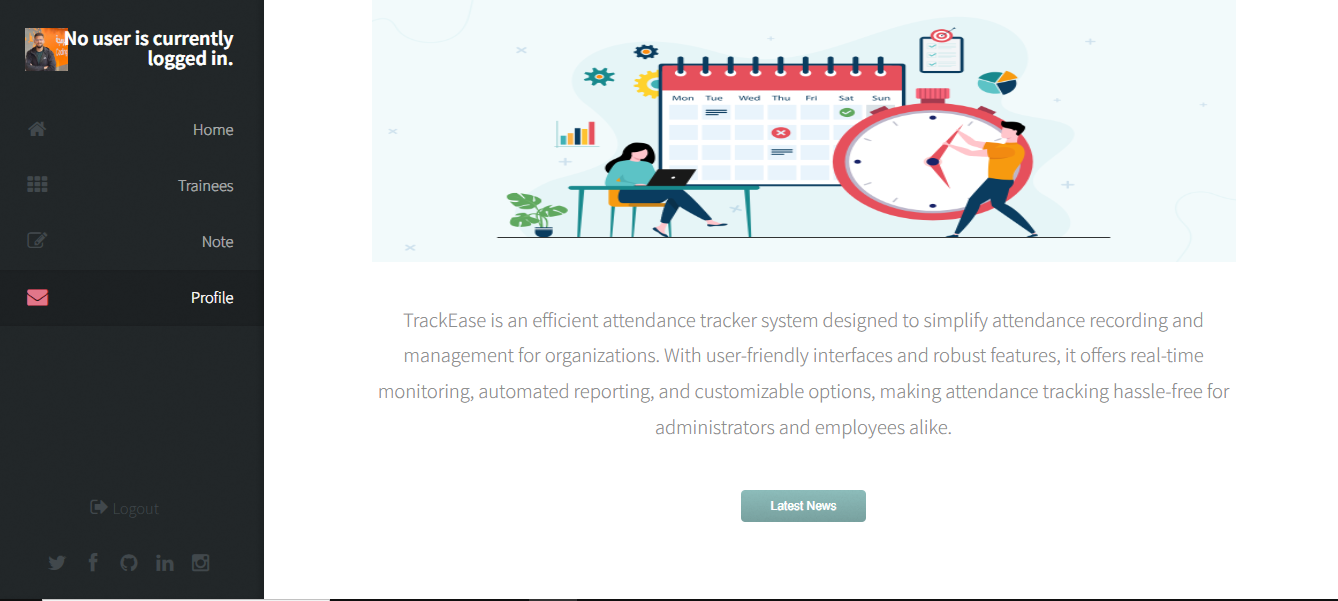 No user is currently
logged in.
Home
Trainees
Note
Profile
Logout
Mon Tue Wed Thu Fri Sat Sun
TrackEase is an efficient attendance tracker system designed to simplify attendance recording and
management for organizations. With user-friendly interfaces and robust features, it offers real-time
monitoring, automated reporting, and customizable options, making attendance tracking hassle-free for
administrators and employees alike.
Latest News